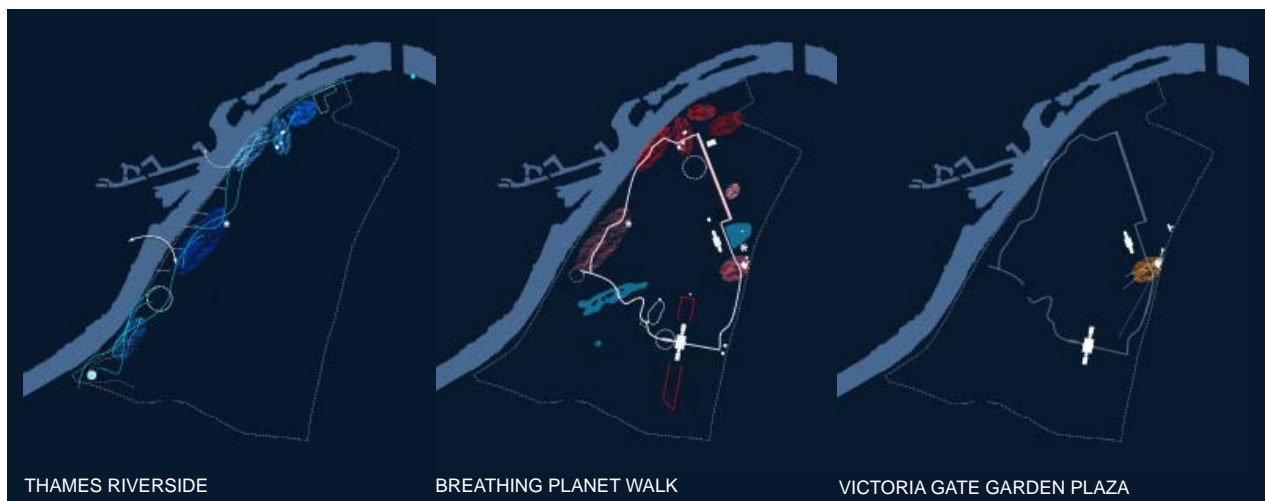 THAMES RIVERSIDE
BREATHING PLANET WALK
VICTORIA GATE GARDEN PLAZA